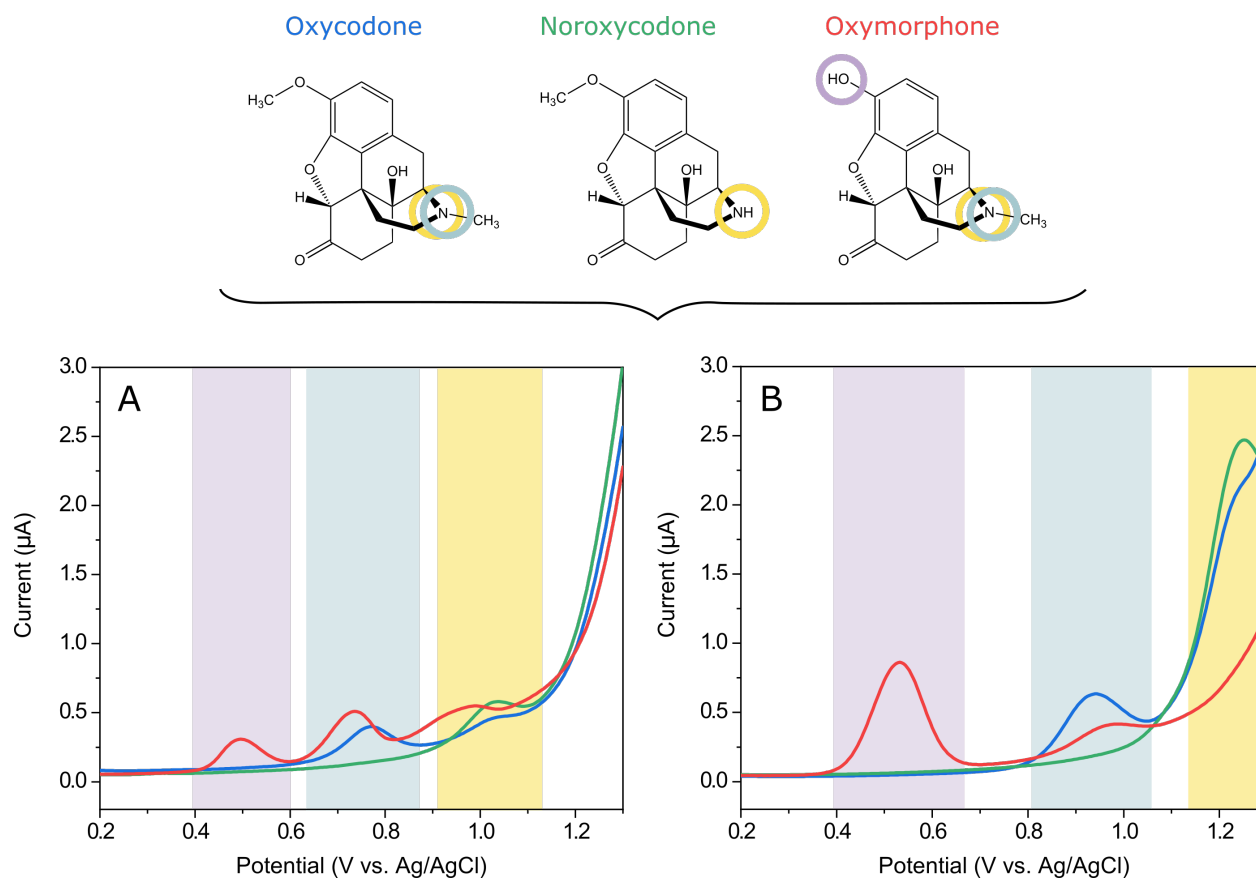 Oxycodone Noroxycodone Oxymorphone
O H₃C O OH H N CH₃ O
O H₃C O OH H NH O
HO O OH H N CH₃ O
A
3.0
2.5
2.0
1.5
1.0
0.5
0.0
Current (µA)
0.2 0.4 0.6 0.8 1.0 1.2
Potential (V vs. Ag/AgCl)
B
3.0
2.5
2.0
1.5
1.0
0.5
0.0
Current (µA)
0.2 0.4 0.6 0.8 1.0 1.2
Potential (V vs. Ag/AgCl)